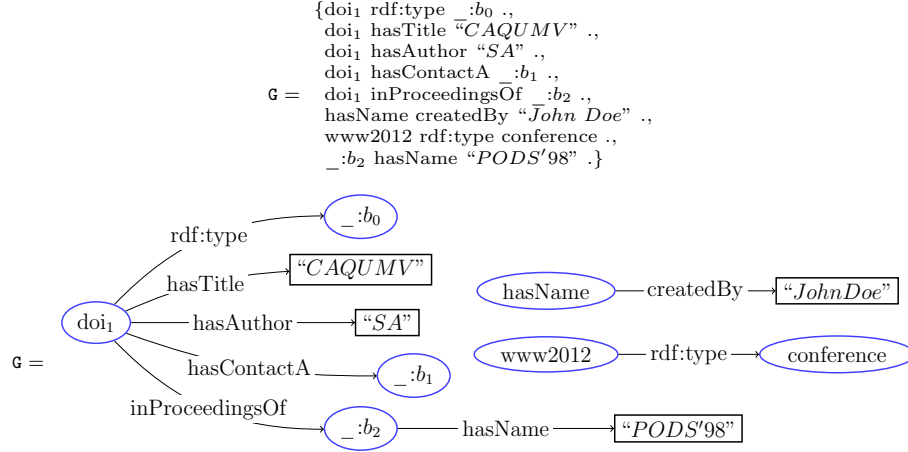 {doi₁ rdf:type _:b₀ .,
doi₁ hasTitle “CAQUMV” .,
doi₁ hasAuthor “SA” .,
doi₁ hasContactA _:b₁ .,
G = doi₁ inProceedingsOf _:b₂ .,
hasName createdBy “John Doe” .,
www2012 rdf:type conference .,
_:b₂ hasName “PODS′98” .}
_:b₀
rdf:type
“CAQUMV”
hasTitle
hasName createdBy “JohnDoe”
doi₁ hasAuthor “SA”
www2012 rdf:type conference
G =
hasContactA _:b₁
inProceedingsOf
_:b₂ hasName “PODS′98”